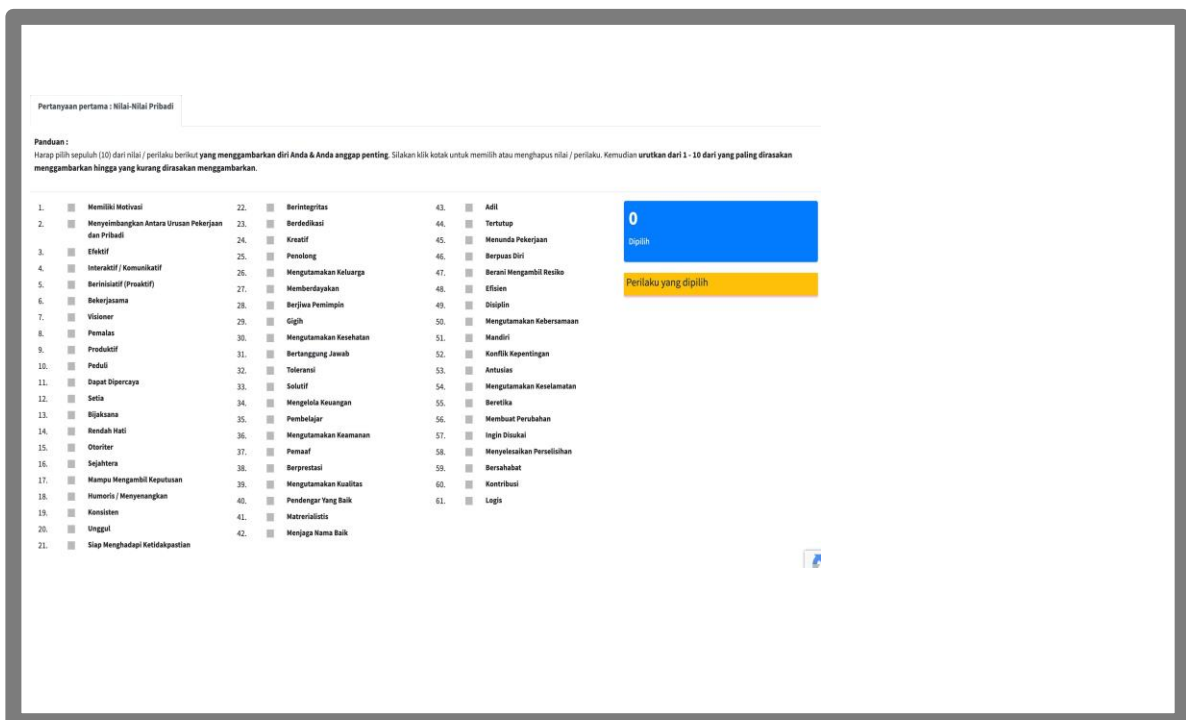 Pertanyaan pertama : Nilai-Nilai Pribadi
Panduan :
Harap pilih sepuluh (10) dari nilai / perilaku berikut yang menggambarkan diri Anda & Anda anggap penting. Silakan klik kotak untuk memilih atau menghapus nilai / perilaku. Kemudian urutkan dari 1 - 10 dari yang paling dirasakan
menggambarkan hingga yang kurang dirasakan menggambarkan.
1. Memiliki Motivasi
2. Menyeimbangkan Antara Urusan Pekerjaan
dan Pribadi
3. Efektif
4. Interaktif / Komunikatif
5. Berinisiatif (Proaktif)
6. Bekerjasama
7. Visioner
8. Pemalas
9. Produktif
10. Peduli
11. Dapat Dipercaya
12. Setia
13. Bijaksana
14. Rendah Hati
15. Otoriter
16. Sejahtera
17. Mampu Mengambil Keputusan
18. Humoris / Menyenangkan
19. Konsisten
20. Unggul
21. Siap Menghadapi Ketidakpastian
22. Berintegritas
23. Berdedikasi
24. Kreatif
25. Penolong
26. Mengutamakan Keluarga
27. Memberdayakan
28. Berjiwa Pemimpin
29. Gigih
30. Mengutamakan Kesehatan
31. Bertanggung Jawab
32. Toleransi
33. Solutif
34. Mengelola Keuangan
35. Pembelajar
36. Mengutamakan Keamanan
37. Pemaaf
38. Berprestasi
39. Mengutamakan Kualitas
40. Pendengar Yang Baik
41. Matrerialistis
42. Menjaga Nama Baik
43. Adil
44. Tertutup
45. Menunda Pekerjaan
46. Berpuas Diri
47. Berani Mengambil Resiko
48. Efisien
49. Disiplin
50. Mengutamakan Kebersamaan
51. Mandiri
52. Konflik Kepentingan
53. Antusias
54. Mengutamakan Keselamatan
55. Beretika
56. Membuat Perubahan
57. Ingin Disukai
58. Menyelesaikan Perselisihan
59. Bersahabat
60. Kontribusi
61. Logis
0
Dipilih
Perilaku yang dipilih